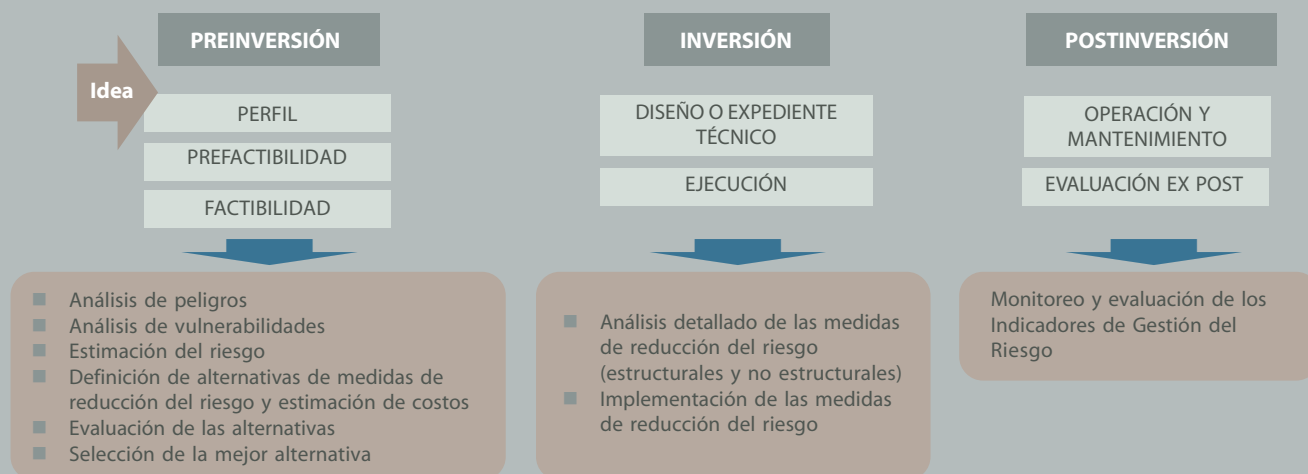 PREINVERSIÓN
Idea
PERFIL
PREFACTIBILIDAD
FACTIBILIDAD
Análisis de peligros
Análisis de vulnerabilidades
Estimación del riesgo
Definición de alternativas de medidas de
reducción del riesgo y estimación de costos
Evaluación de las alternativas
Selección de la mejor alternativa
INVERSIÓN
DISEÑO O EXPEDIENTE
TÉCNICO
EJECUCIÓN
Análisis detallado de las medidas
de reducción del riesgo
(estructurales y no estructurales)
Implementación de las medidas
de reducción del riesgo
POSTINVERSIÓN
OPERACIÓN Y
MANTENIMIENTO
EVALUACIÓN EX POST
Monitoreo y evaluación de los
Indicadores de Gestión del
Riesgo